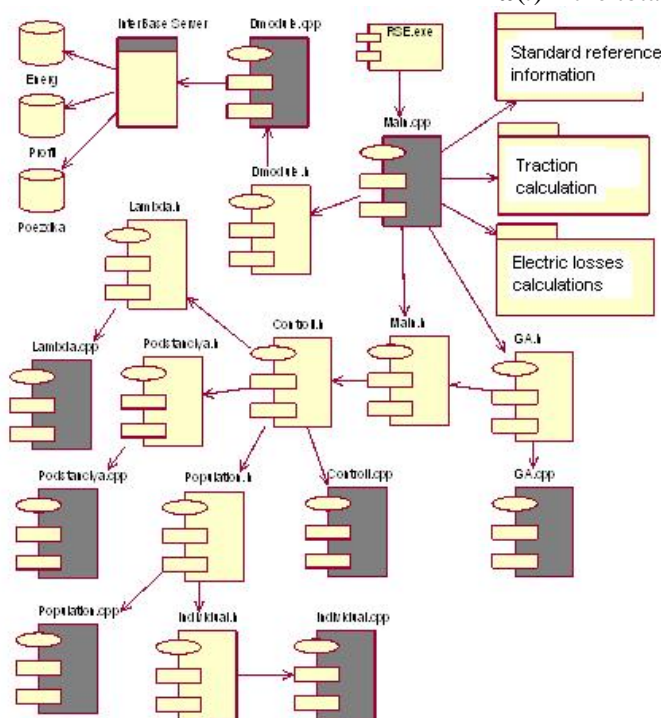 InterBase Server
Dmodule.cpp
RSE.exe
Energ
Standard reference
information
Main.cpp
Profil
Dmodule.h
Traction
calculation
Poezdka
Lambda.h
Electric losses
calculations
Lambda.cpp
Podstanciya.h
Controll.h
Main.h
GA.h
Podstanciya.cpp
Population.h
Controll.cpp
GA.cpp
Population.cpp
Individual.h
Individual.cpp